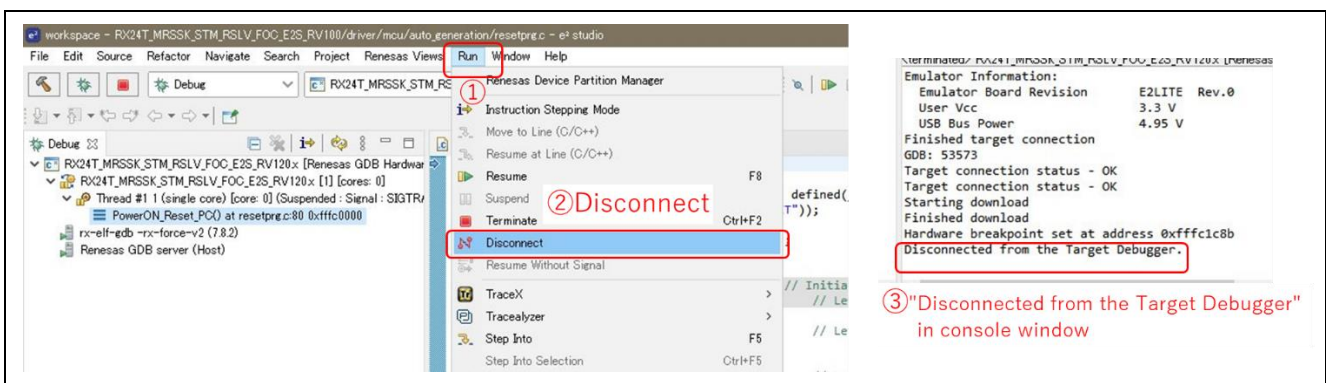 workspace - RX24T_MRSSK_STM_RSLV_FOC_E2S_RV100/driver/mcu/auto_generation/resetprg.c - e² studio
File Edit Source Refactor Navigate Search Project Renesas Views Run Window Help
Debug
RX24T_MRSSK_STM_RS
Debug
RX24T_MRSSK_STM_RSLV_FOC_E2S_RV120.x [Renesas GDB Hardwar
RX24T_MRSSK_STM_RSLV_FOC_E2S_RV120.x [1] [cores: 0]
Thread #1 1 (single core) [core: 0] (Suspended : Signal : SIGTR
PowerON_Reset_PC() at resetprg.c:80 0xfffc0000
rx-elf-gdb -rx-force-v2 (7.8.2)
Renesas GDB server (Host)
①
Renesas Device Partition Manager
Instruction Stepping Mode
Move to Line (C/C++)
Resume at Line (C/C++)
Resume F8
Suspend
②Disconnect
Terminate Ctrl+F2
Disconnect
Resume Without Signal
TraceX
Tracealyzer
Step Into F5
Step Into Selection Ctrl+F5
defined(
T"));
// Initia
// Le
// Le
<terminated> RX24T_MRSSK_STM_RSLV_FOC_E2S_RV120.x [Renesas
Emulator Information:
Emulator Board Revision E2LITE Rev.0
User Vcc 3.3 V
USB Bus Power 4.95 V
Finished target connection
GDB: 53573
Target connection status - OK
Target connection status - OK
Starting download
Finished download
Hardware breakpoint set at address 0xfffc1c8b
Disconnected from the Target Debugger.
③"Disconnected from the Target Debugger"
in console window